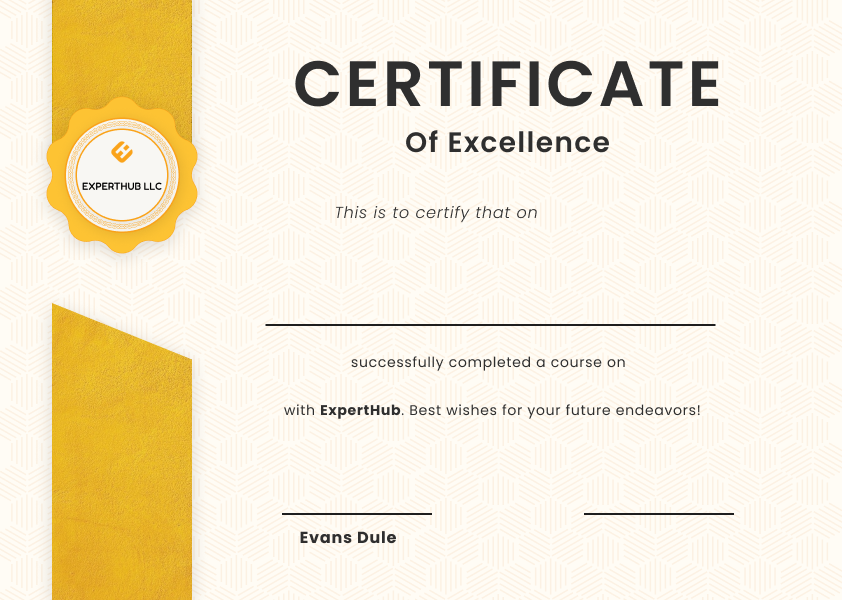 CERTIFICATE
Of Excellence
EXPERTHUB LLC
This is to certify that on
successfully completed a course on
with ExpertHub. Best wishes for your future endeavors!
Evans Dule